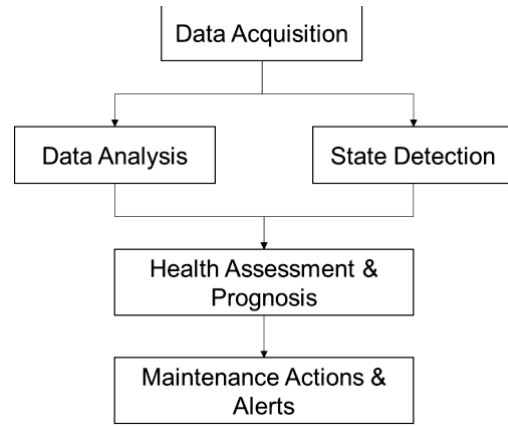 Data Acquisition
Data Analysis
State Detection
Health Assessment &
Prognosis
Maintenance Actions &
Alerts